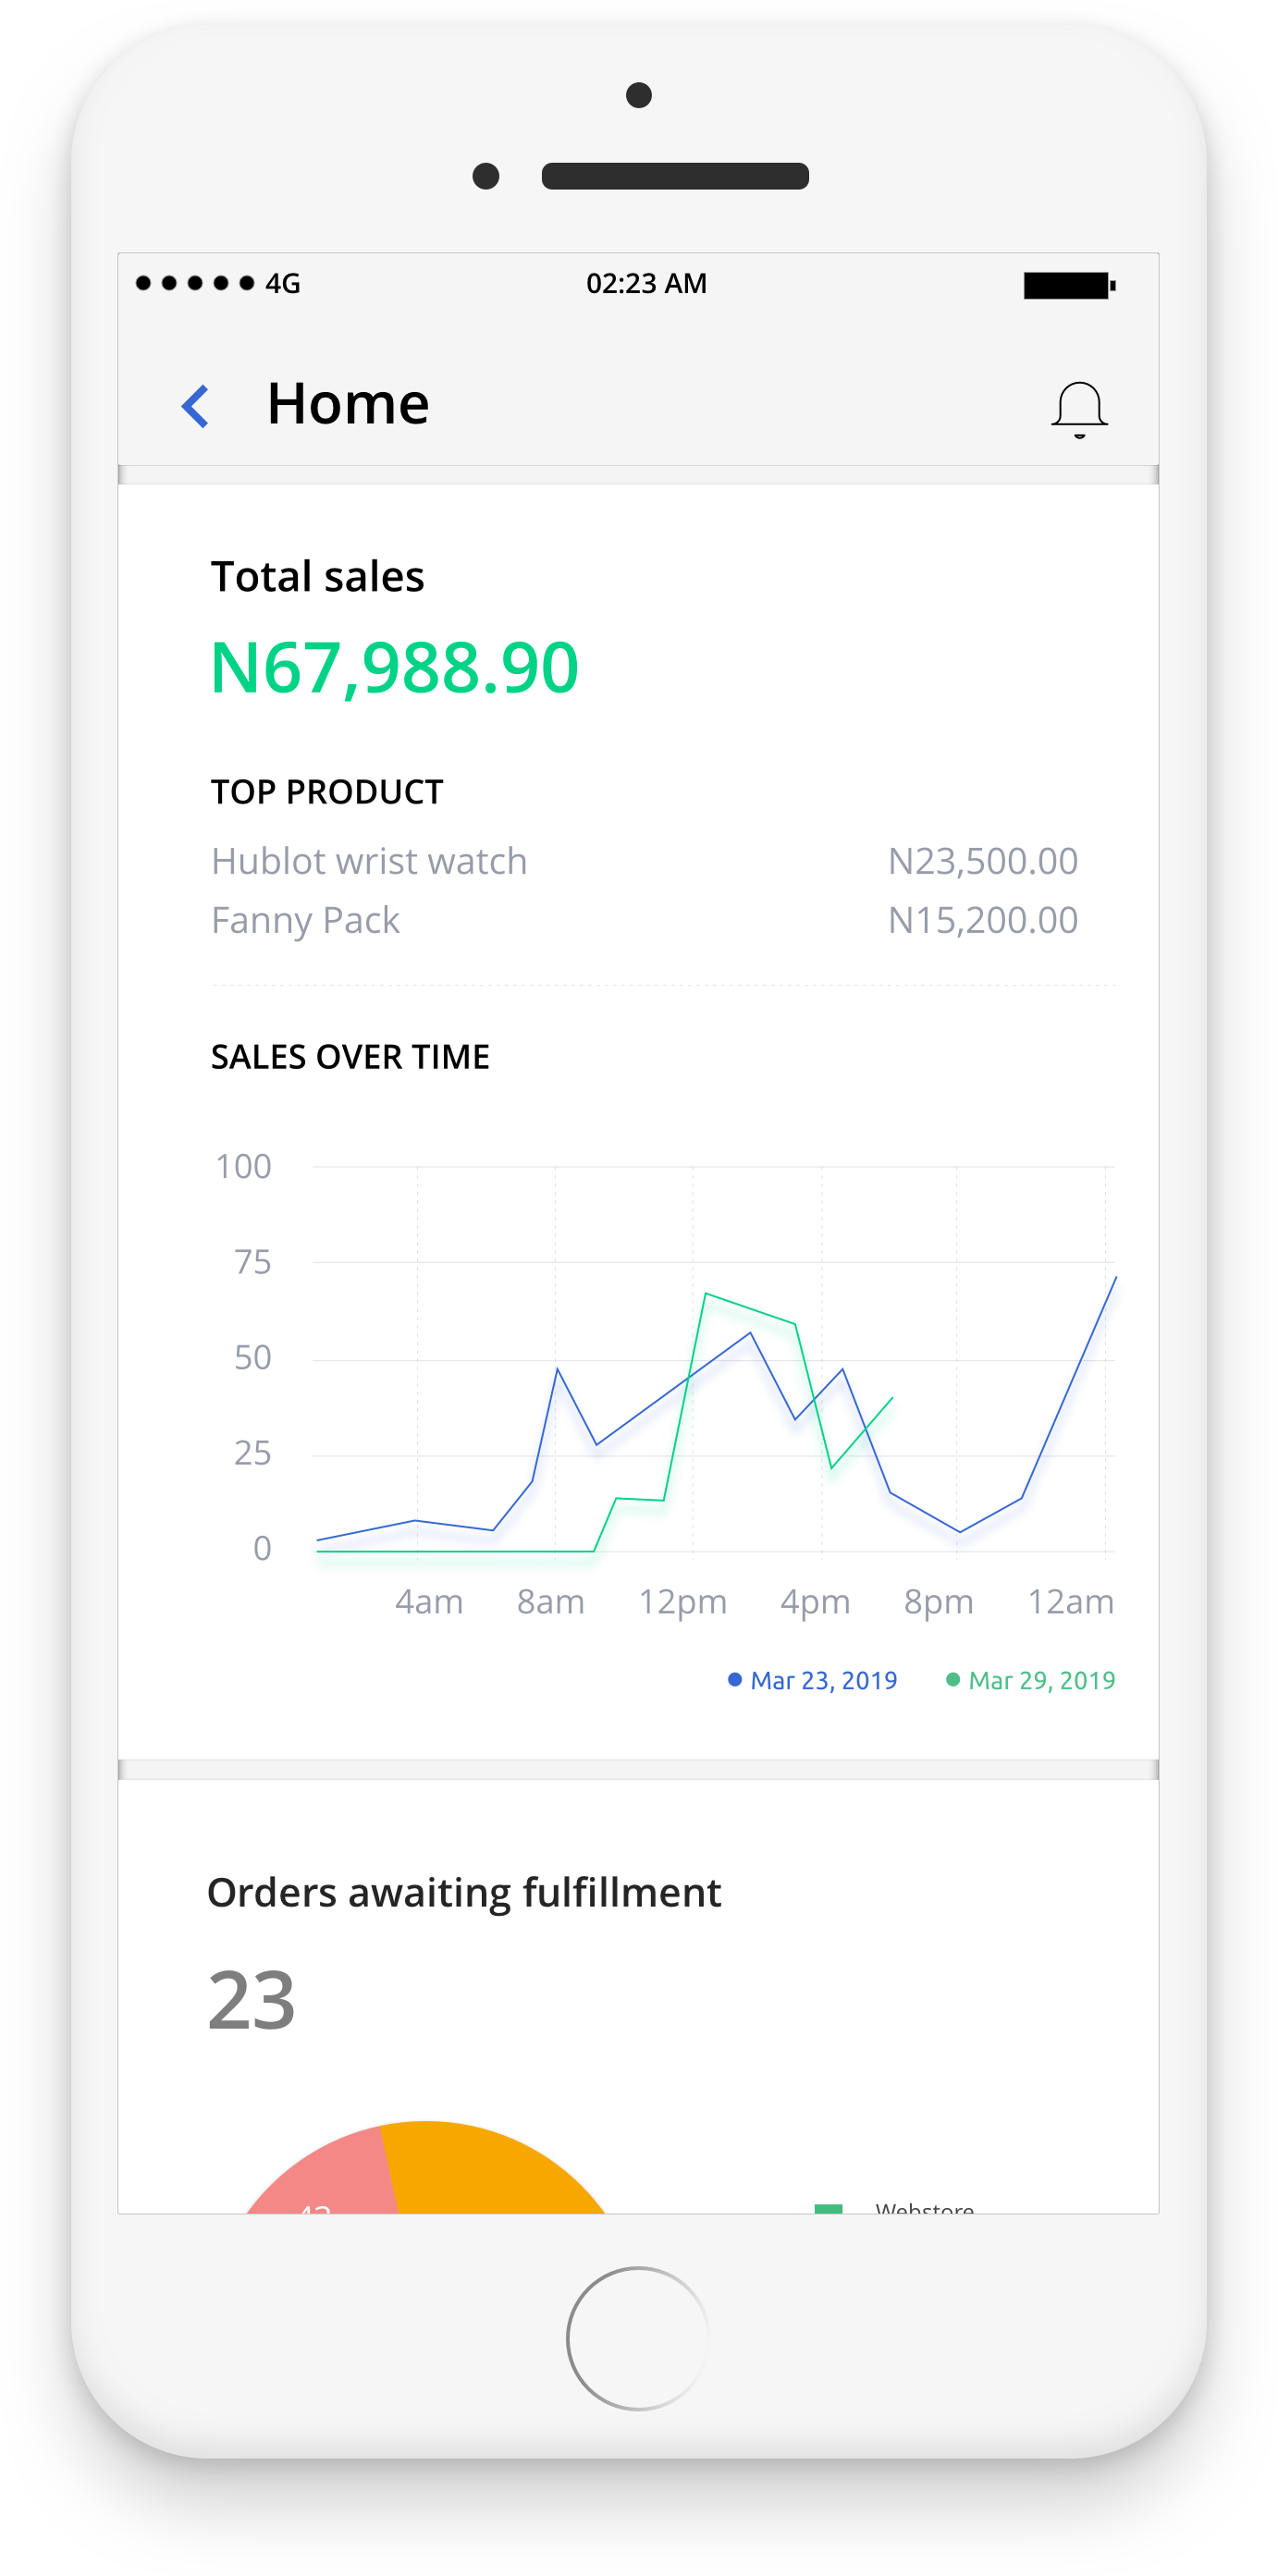 4G 02:23 AM
Home
Total sales
N67,988.90
TOP PRODUCT
Hublot wrist watch N23,500.00
Fanny Pack N15,200.00
SALES OVER TIME
100
75
50
25
0
4am 8am 12pm 4pm 8pm 12am
Mar 23, 2019 Mar 29, 2019
Orders awaiting fulfillment
23
Webstore